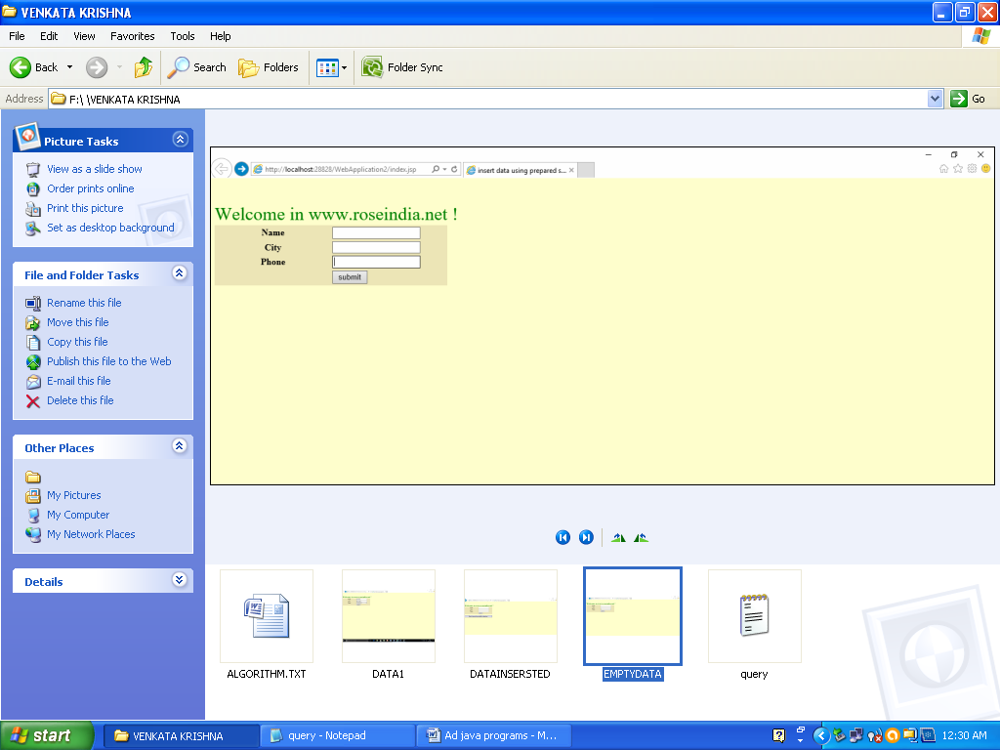 VENKATA KRISHNA
File Edit View Favorites Tools Help
Back Search Folders Folder Sync
Address F:\ \VENKATA KRISHNA Go
Picture Tasks
View as a slide show
Order prints online
Print this picture
Set as desktop background
File and Folder Tasks
Rename this file
Move this file
Copy this file
Publish this file to the Web
E-mail this file
Delete this file
Other Places
My Pictures
My Computer
My Network Places
Details
http://localhost:28828/WebApplication2/index.jsp insert data using prepared s...
Welcome in www.roseindia.net !
Name
City
Phone
submit
ALGORITHM.TXT DATA1 DATAINSERSTED EMPTYDATA query
start VENKATA KRISHNA query - Notepad Ad java programs - M... 12:30 AM